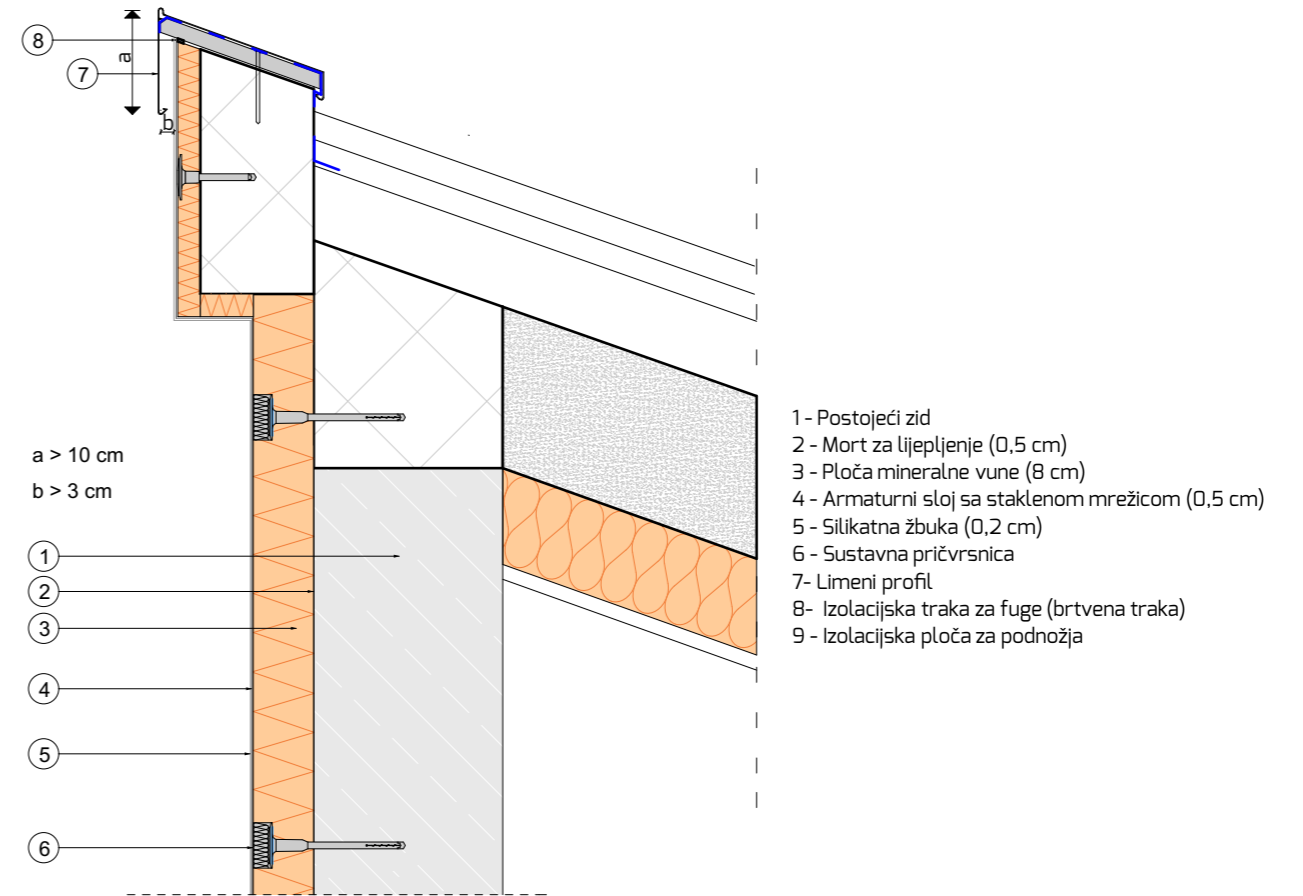 8
7
a
b
a > 10 cm
b > 3 cm
1
2
3
4
5
6
1 - Postojeći zid
2 - Mort za lijepljenje (0,5 cm)
3 - Ploča mineralne vune (8 cm)
4 - Armaturni sloj sa staklenom mrežicom (0,5 cm)
5 - Silikatna žbuka (0,2 cm)
6 - Sustavna pričvrsnica
7- Limeni profil
8- Izolacijska traka za fuge (brtvena traka)
9 - Izolacijska ploča za podnožja